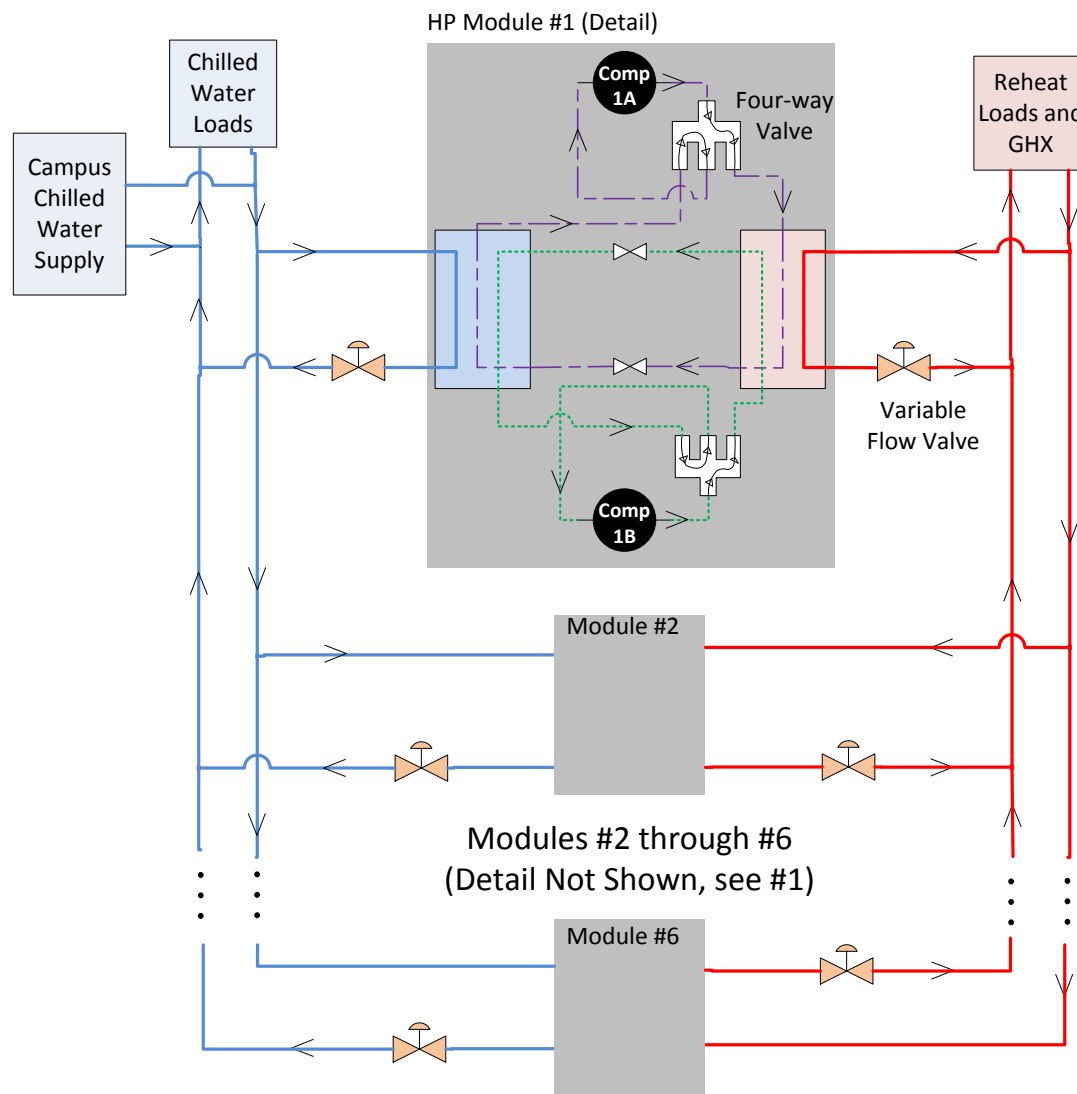 HP Module #1 (Detail)
Chilled
Water
Loads
Campus
Chilled
Water
Supply
Comp
1A
Four-way
Valve
Reheat
Loads and
GHX
Variable
Flow Valve
Comp
1B
Module #2
Modules #2 through #6
(Detail Not Shown, see #1)
Module #6